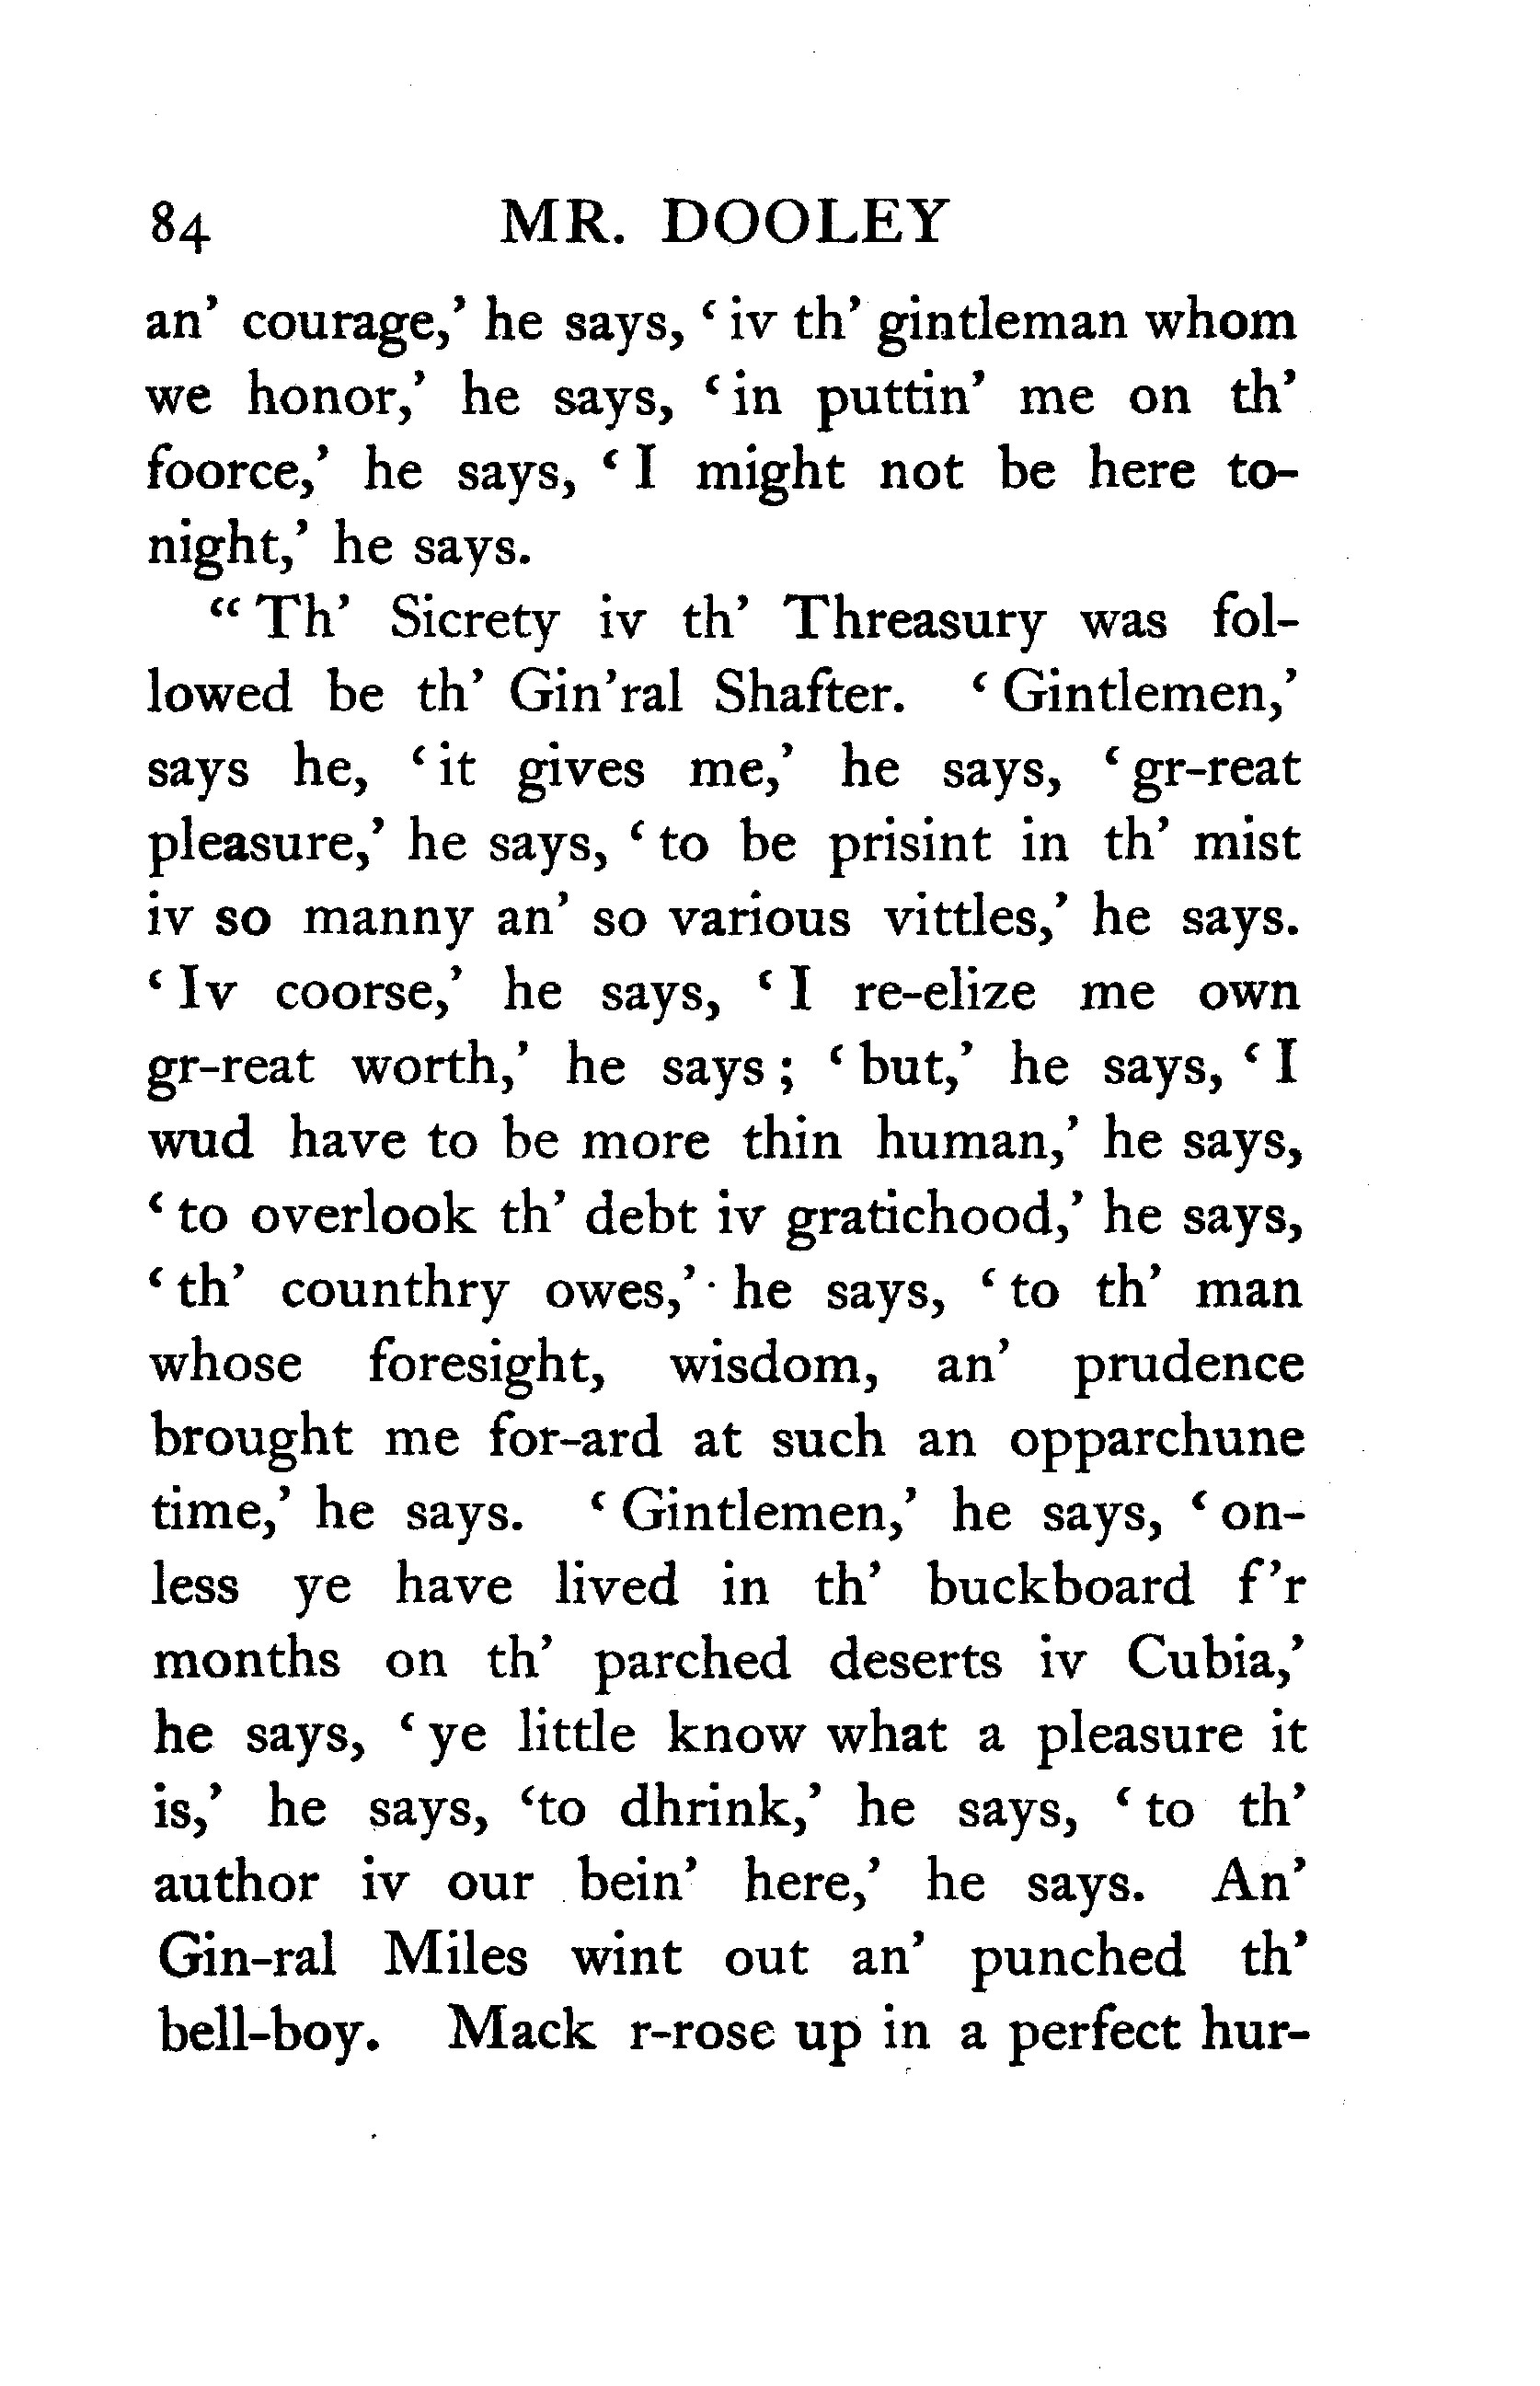 84 MR. DOOLEY
an’ courage,’ he says, ‘ iv th’ gintleman whom
we honor,’ he says, ‘ in puttin’ me on th’
foorce,’ he says, ‘ I might not be here to-
night,’ he says.
“ Th’ Sicrety iv th’ Threasury was fol-
lowed be th’ Gin’ral Shafter. ‘ Gintlemen,’
says he, ‘ it gives me,’ he says, ‘ gr-reat
pleasure,’ he says, ‘ to be prisint in th’ mist
iv so manny an’ so various vittles,’ he says.
‘ Iv coorse,’ he says, ‘ I re-elize me own
gr-reat worth,’ he says ; ‘ but,’ he says, ‘ I
wud have to be more thin human,’ he says,
‘ to overlook th’ debt iv gratichood,’ he says,
‘ th’ counthry owes,’ he says, ‘ to th’ man
whose foresight, wisdom, an’ prudence
brought me for-ard at such an opparchune
time,’ he says. ‘ Gintlemen,’ he says, ‘ on-
less ye have lived in th’ buckboard f’r
months on th’ parched deserts iv Cubia,’
he says, ‘ ye little know what a pleasure it
is,’ he says, ‘to dhrink,’ he says, ‘ to th’
author iv our bein’ here,’ he says. An’
Gin-ral Miles wint out an’ punched th’
bell-boy. Mack r-rose up in a perfect hur-